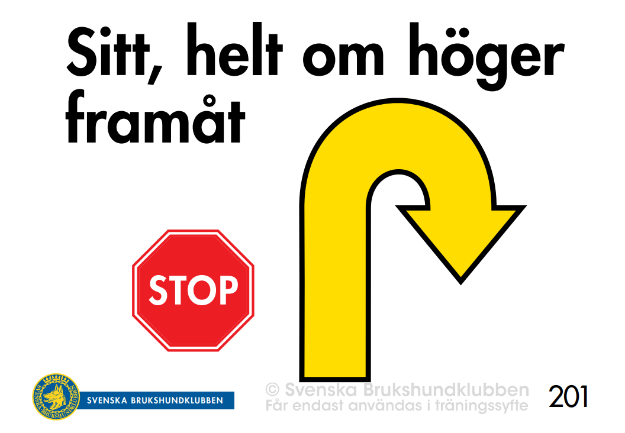 Sitt, helt om höger
framåt
STOP
SVENSKA BRUKSHUNDKLUBBEN
© Svenska Brukshundklubben
Får endast användas i träningssyfte
201